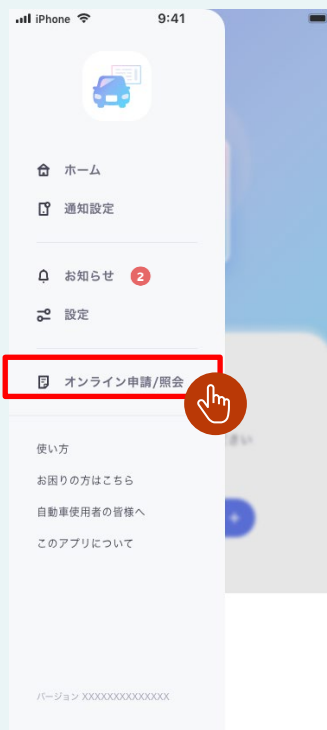 iPhone 9:41
ホーム
通知設定
お知らせ 2
設定
オンライン申請/照会
さい
使い方
お困りの方はこちら
自動車使用者の皆様へ
このアプリについて
バージョン XXXXXXXXXXXXXX